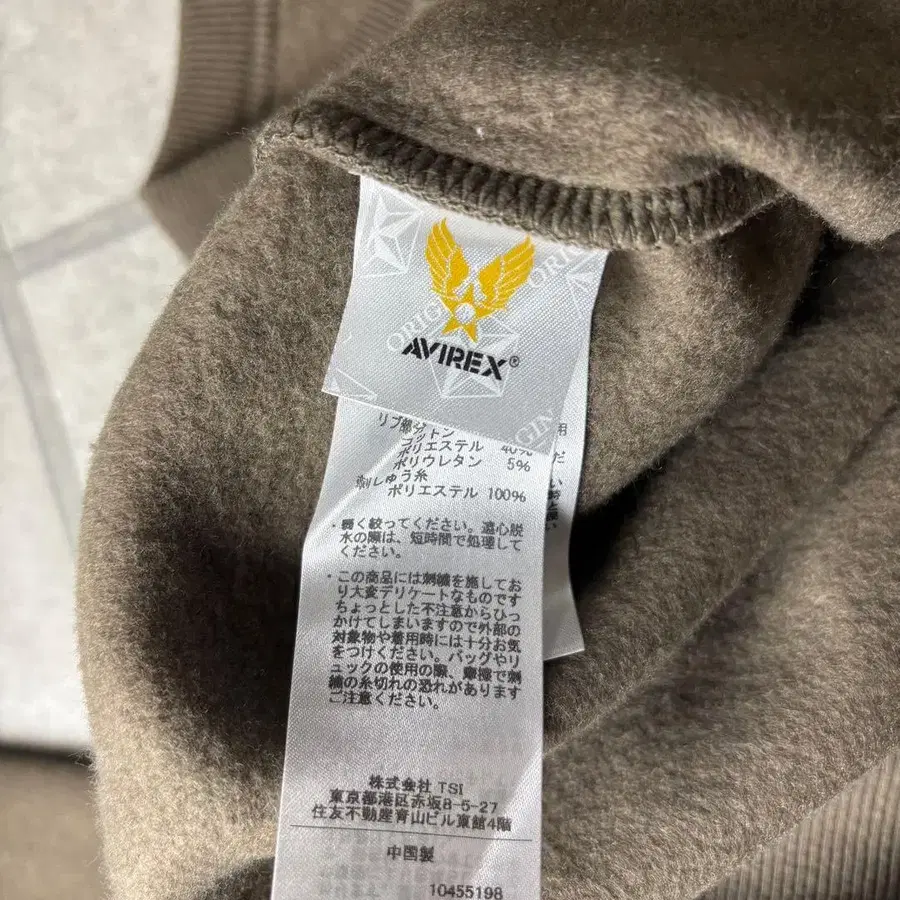 AVIREX®
リブ部分
コットン
ポリエステル 40%
ポリウレタン 5%
刺しゅう糸
ポリエステル 100%
・軽く絞ってください。遠心脱
水の際は、短時間で処理して
ください。
・この商品には刺繍を施してお
り大変デリケートなものです
ちょっとした不注意からひっ
かけてしまいますので外部の
対象物や着用時には十分お気
をつけください。バッグやリ
ュックの使用の際、摩擦で刺
繍の糸切れの恐れがあります
ご注意ください。
株式会社 TSI
東京都港区赤坂8-5-27
住友不動産青山ビル東館4階
中国製
10455198